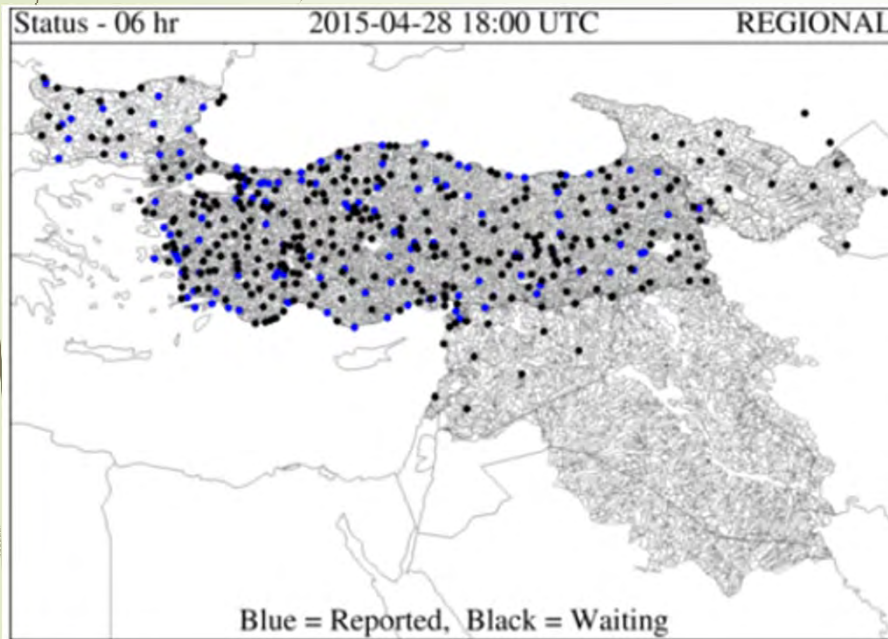 Status - 06 hr 2015-04-28 18:00 UTC REGIONAL
Blue = Reported, Black = Waiting